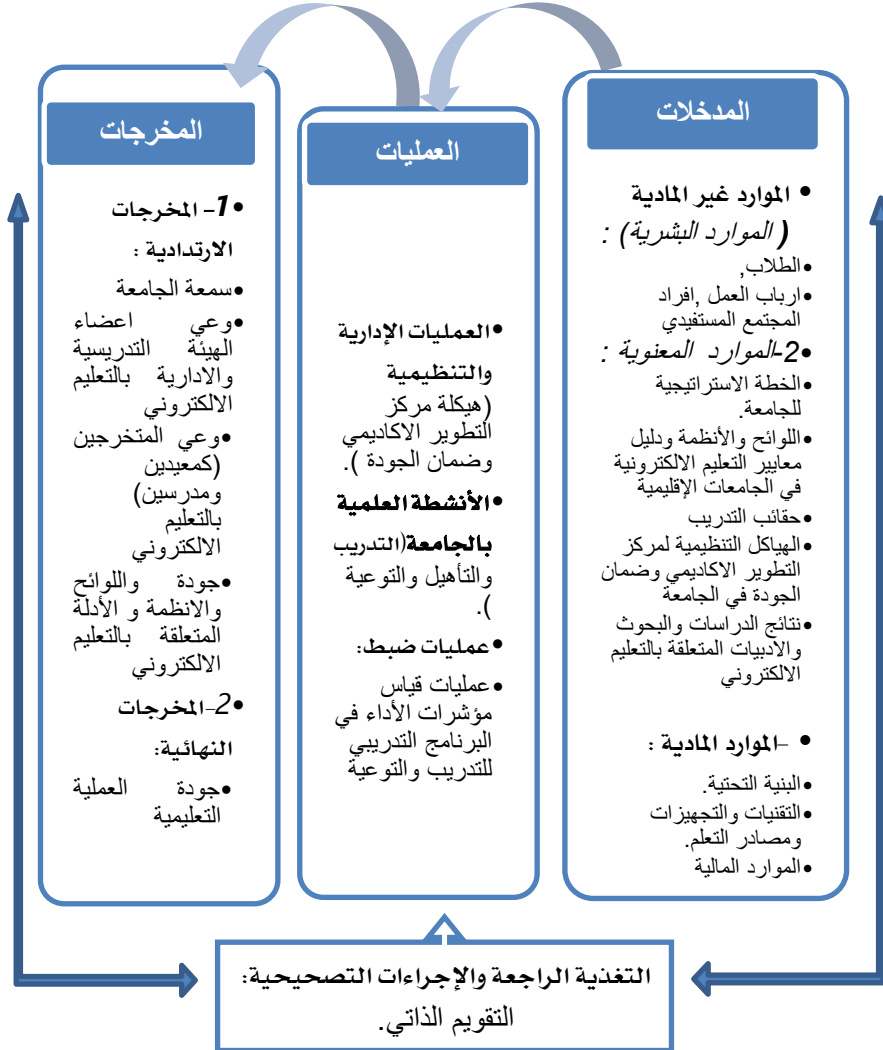 المدخلات
• الموارد غير المادية
( الموارد البشرية) :
•الطلاب,
•ارباب العمل ,افراد
المجتمع المستفيدي
•2-الموارد المعنوية :
•الخطة الاستراتيجية
للجامعة.
•اللوائح والأنظمة ودليل
معايير التعليم الالكترونية
في الجامعات الإقليمية
•حقائب التدريب
•الهياكل التنظيمية لمركز
التطوير الاكاديمي وضمان
الجودة في الجامعة
•نتائج الدراسات والبحوث
والادبيات المتعلقة بالتعليم
الالكتروني
• -الموارد المادية :
•البنية التحتية.
•التقنيات والتجهيزات
ومصادر التعلم.
•الموارد المالية
العمليات
•العمليات الإدارية
والتنظيمية
(هيكلة مركز
التطوير الاكاديمي
وضمان الجودة ).
•الأنشطة العلمية
بالجامعة(التدريب
والتأهيل والتوعية
).
•عمليات ضبط:
•عمليات قياس
مؤشرات الأداء في
البرنامج التدريبي
للتدريب والتوعية
المخرجات
•1- المخرجات
الارتدادية :
•سمعة الجامعة
•وعي اعضاء
الهيئة التدريسية
والادارية بالتعليم
الالكتروني
•وعي المتخرجين
(كمعيدين
ومدرسين)
بالتعليم
الالكتروني
•جودة واللوائح
والانظمة و الأدلة
المتعلقة بالتعليم
الالكتروني
•2-المخرجات
النهائية:
•جودة العملية
التعليمية
التغذية الراجعة والإجراءات التصحيحية:
التقويم الذاتي.